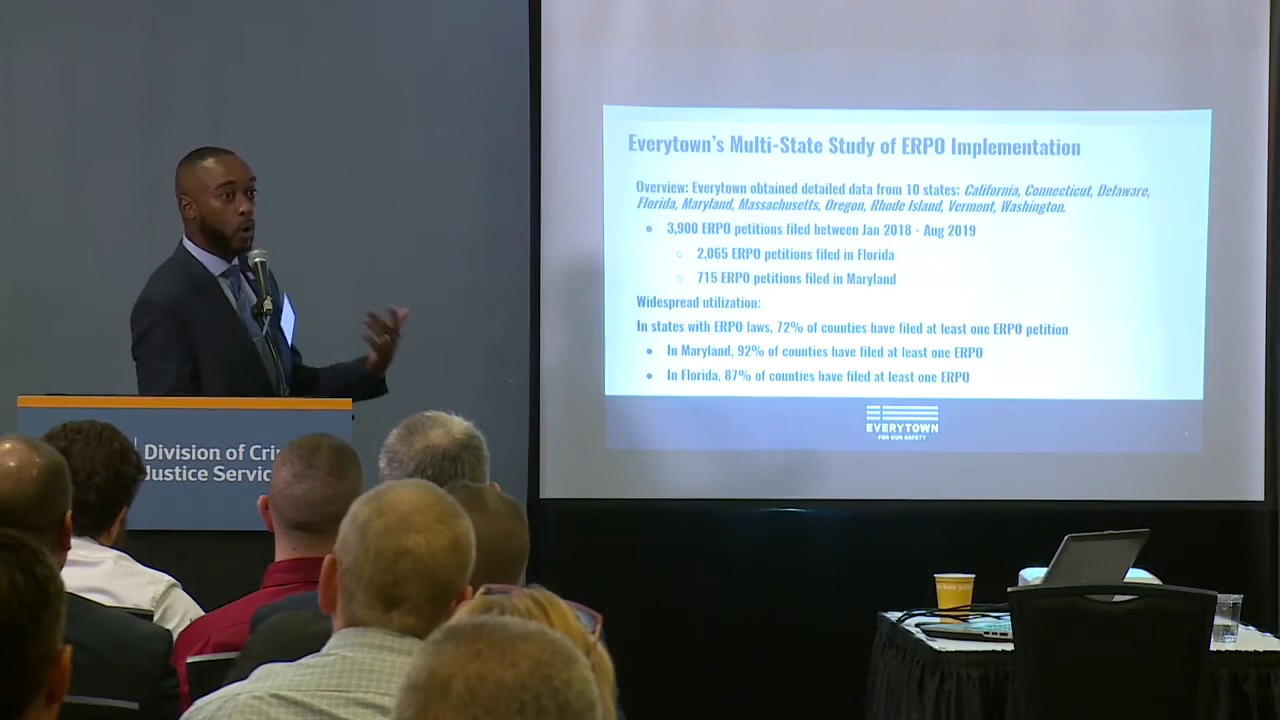 Everytown's Multi-State Study of ERPO Implementation
Overview: Everytown obtained detailed data from 10 states: California, Connecticut, Delaware,
Florida, Maryland, Massachusetts, Oregon, Rhode Island, Vermont, Washington.
3,900 ERPO petitions filed between Jan 2018 - Aug 2019
2,065 ERPO petitions filed in Florida
715 ERPO petitions filed in Maryland
Widespread utilization:
In states with ERPO laws, 72% of counties have filed at least one ERPO petition
In Maryland, 92% of counties have filed at least one ERPO
In Florida, 87% of counties have filed at least one ERPO
EVERYTOWN
FOR GUN SAFETY
Division of Cri
Justice Servic